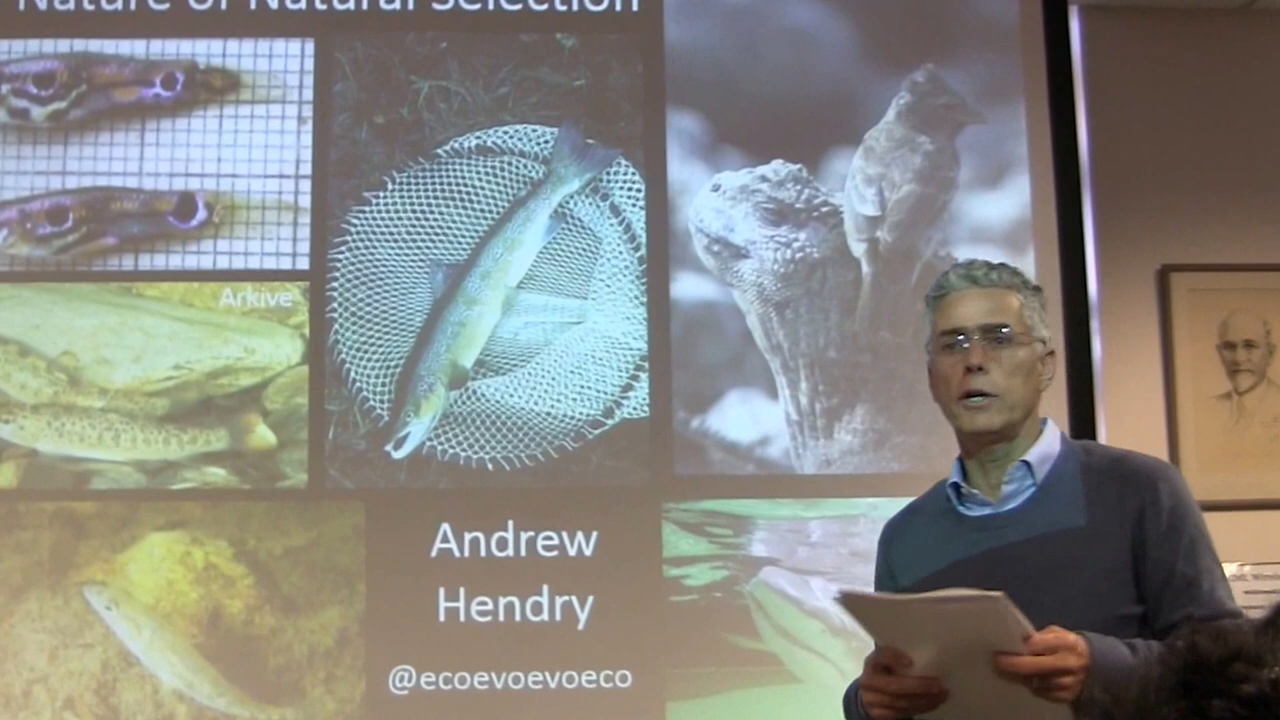 Nature of Natural Selection
Arkive
Andrew
Hendry
@ecoevoevoeco